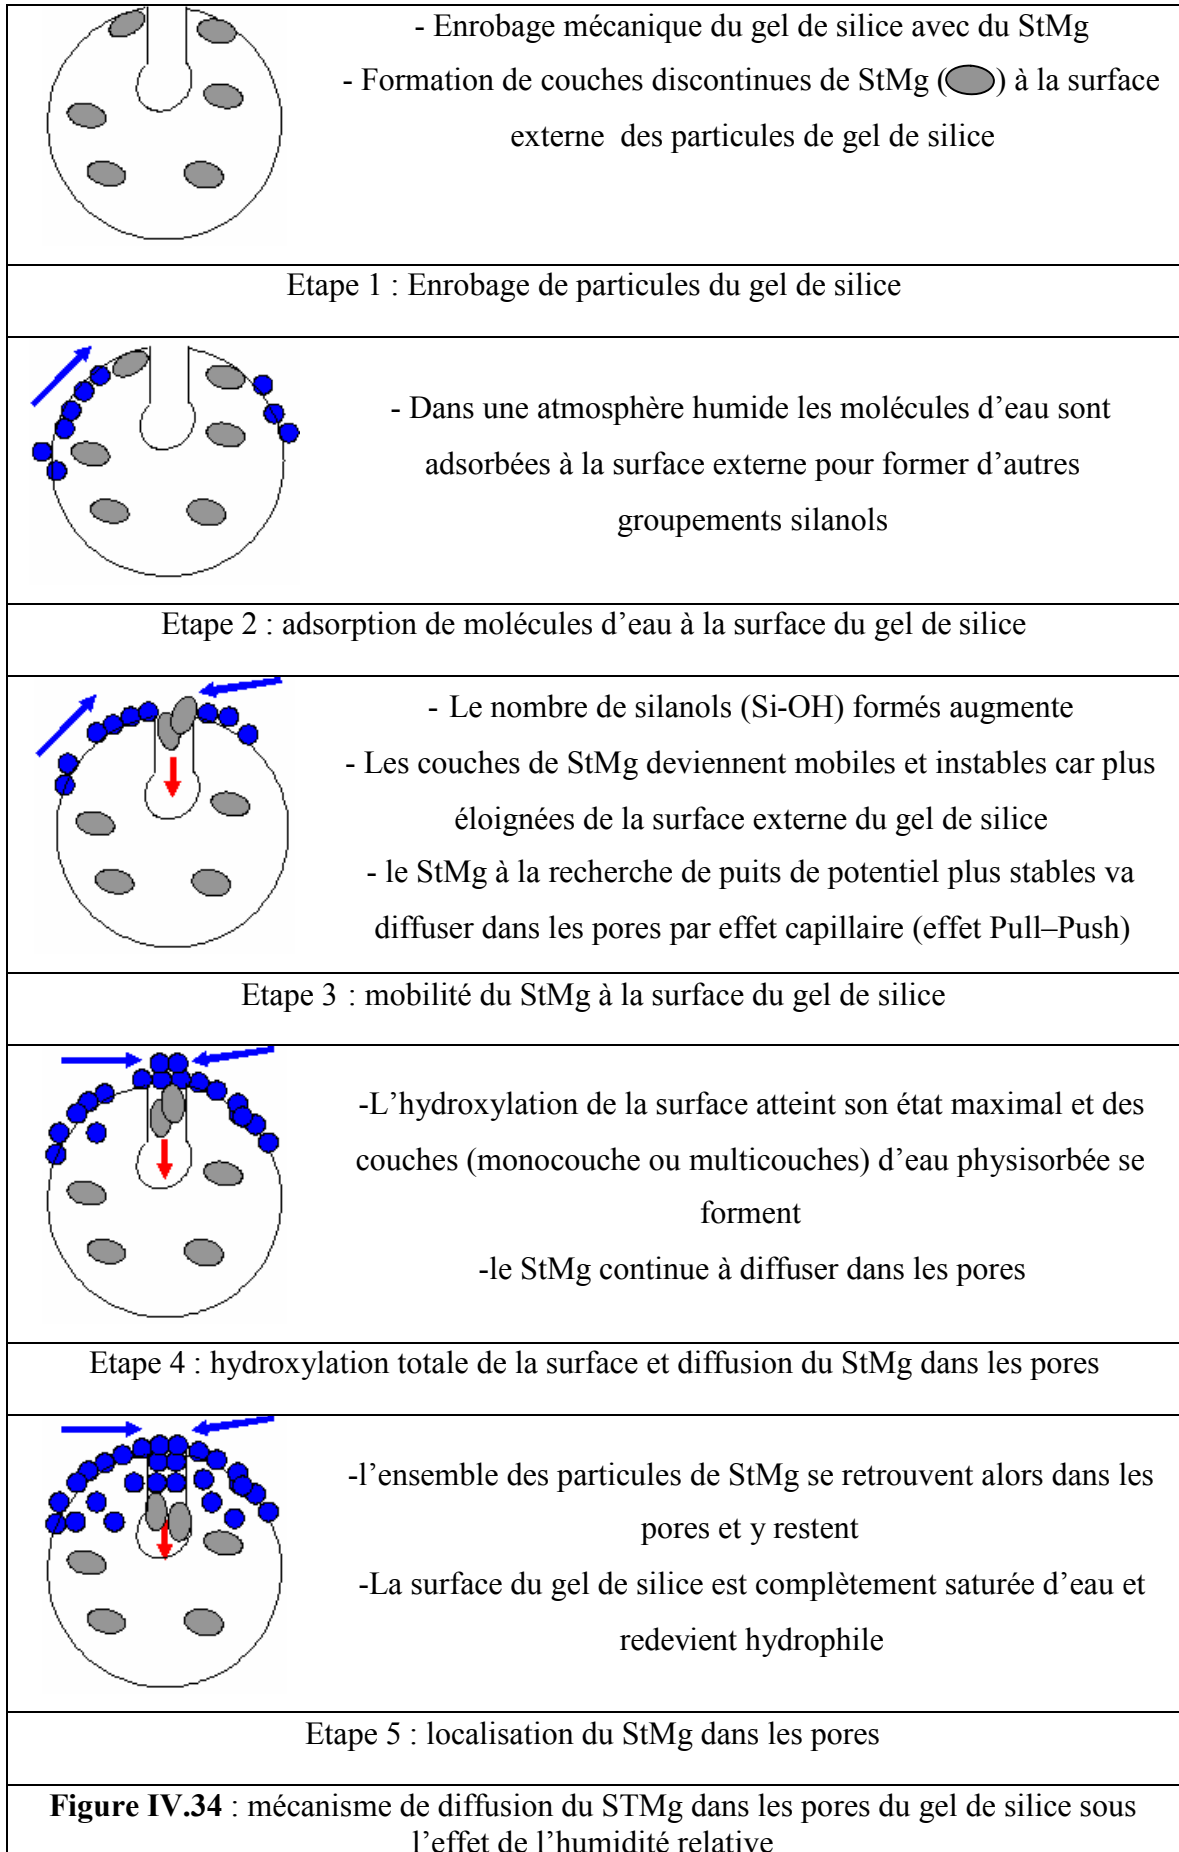 - Enrobage mécanique du gel de silice avec du StMg
- Formation de couches discontinues de StMg () à la surface
externe des particules de gel de silice
Etape 1 : Enrobage de particules du gel de silice
- Dans une atmosphère humide les molécules d’eau sont
adsorbées à la surface externe pour former d’autres
groupements silanols
Etape 2 : adsorption de molécules d’eau à la surface du gel de silice
- Le nombre de silanols (Si-OH) formés augmente
- Les couches de StMg deviennent mobiles et instables car plus
éloignées de la surface externe du gel de silice
- le StMg à la recherche de puits de potentiel plus stables va
diffuser dans les pores par effet capillaire (effet Pull–Push)
Etape 3 : mobilité du StMg à la surface du gel de silice
-L’hydroxylation de la surface atteint son état maximal et des
couches (monocouche ou multicouches) d’eau physisorbée se
forment
-le StMg continue à diffuser dans les pores
Etape 4 : hydroxylation totale de la surface et diffusion du StMg dans les pores
-l’ensemble des particules de StMg se retrouvent alors dans les
pores et y restent
-La surface du gel de silice est complètement saturée d’eau et
redevient hydrophile
Etape 5 : localisation du StMg dans les pores
Figure IV.34 : mécanisme de diffusion du STMg dans les pores du gel de silice sous
l’effet de l’humidité relative